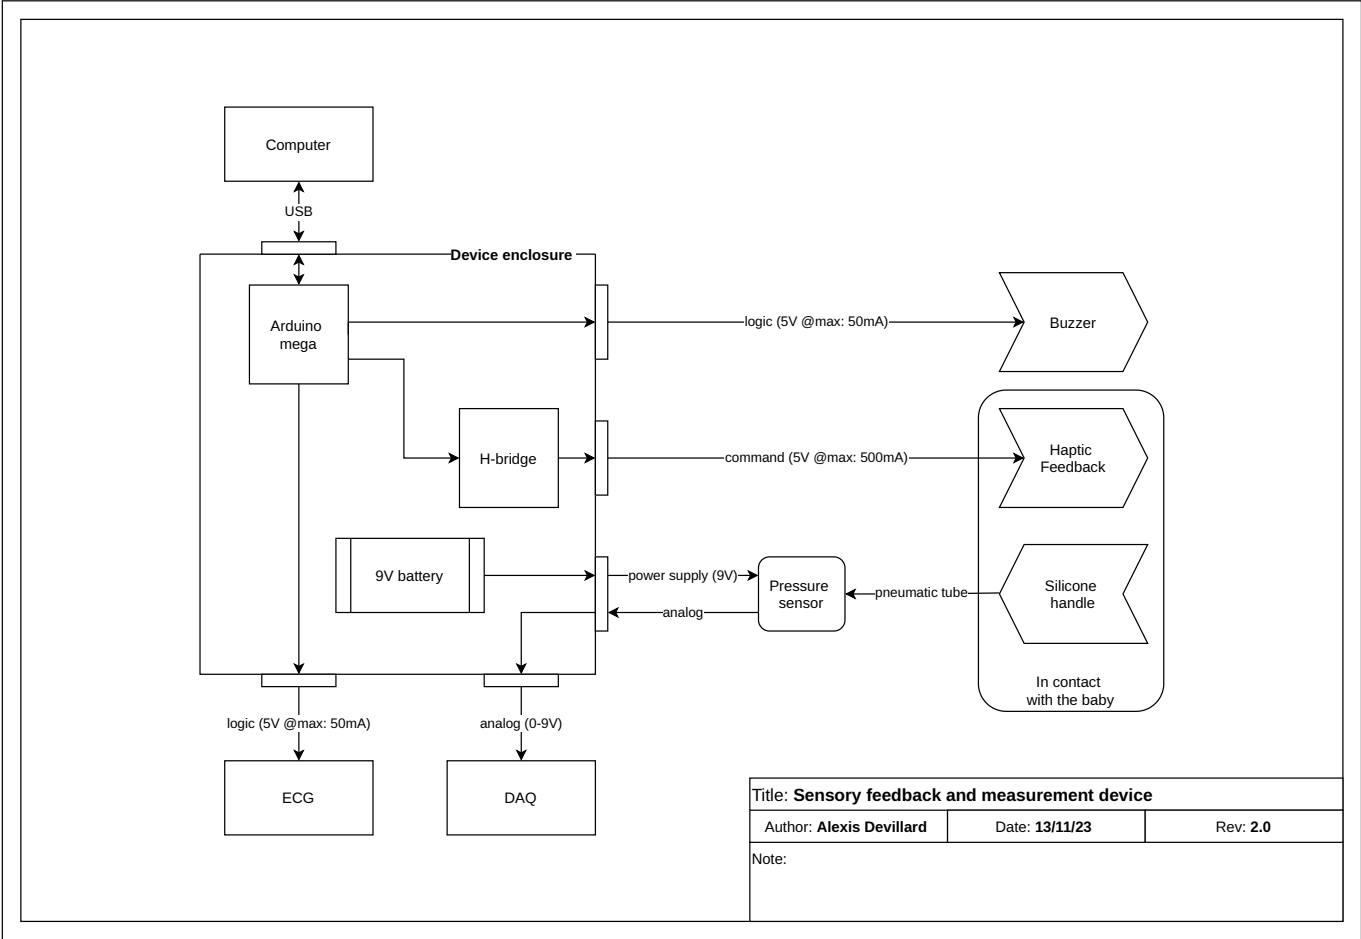 Computer
USB
Device enclosure
Arduino
mega
logic (5V @max: 50mA)
Buzzer
H-bridge
command (5V @max: 500mA)
Haptic
Feedback
9V battery
power supply (9V)
analog
Pressure
sensor
pneumatic tube
Silicone
handle
In contact
with the baby
logic (5V @max: 50mA)
analog (0-9V)
ECG
DAQ
Title: Sensory feedback and measurement device
Author: Alexis Devillard
Date: 13/11/23
Rev: 2.0
Note: